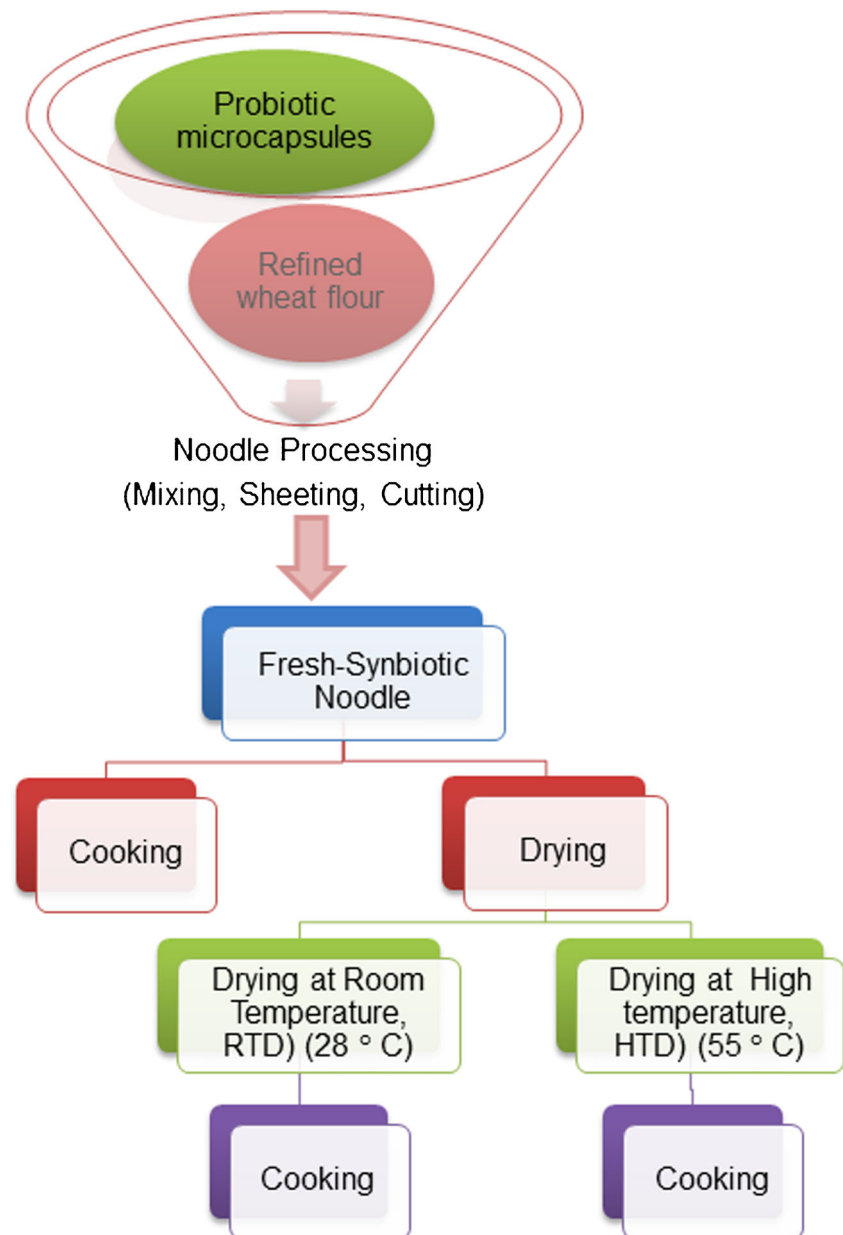 Probiotic
microcapsules
Refined
wheat flour
Noodle Processing
(Mixing, Sheeting, Cutting)
Fresh-Synbiotic
Noodle
Cooking
Drying
Drying at Room
Temperature,
RTD) (28 ° C)
Drying at High
temperature,
HTD) (55 ° C)
Cooking
Cooking